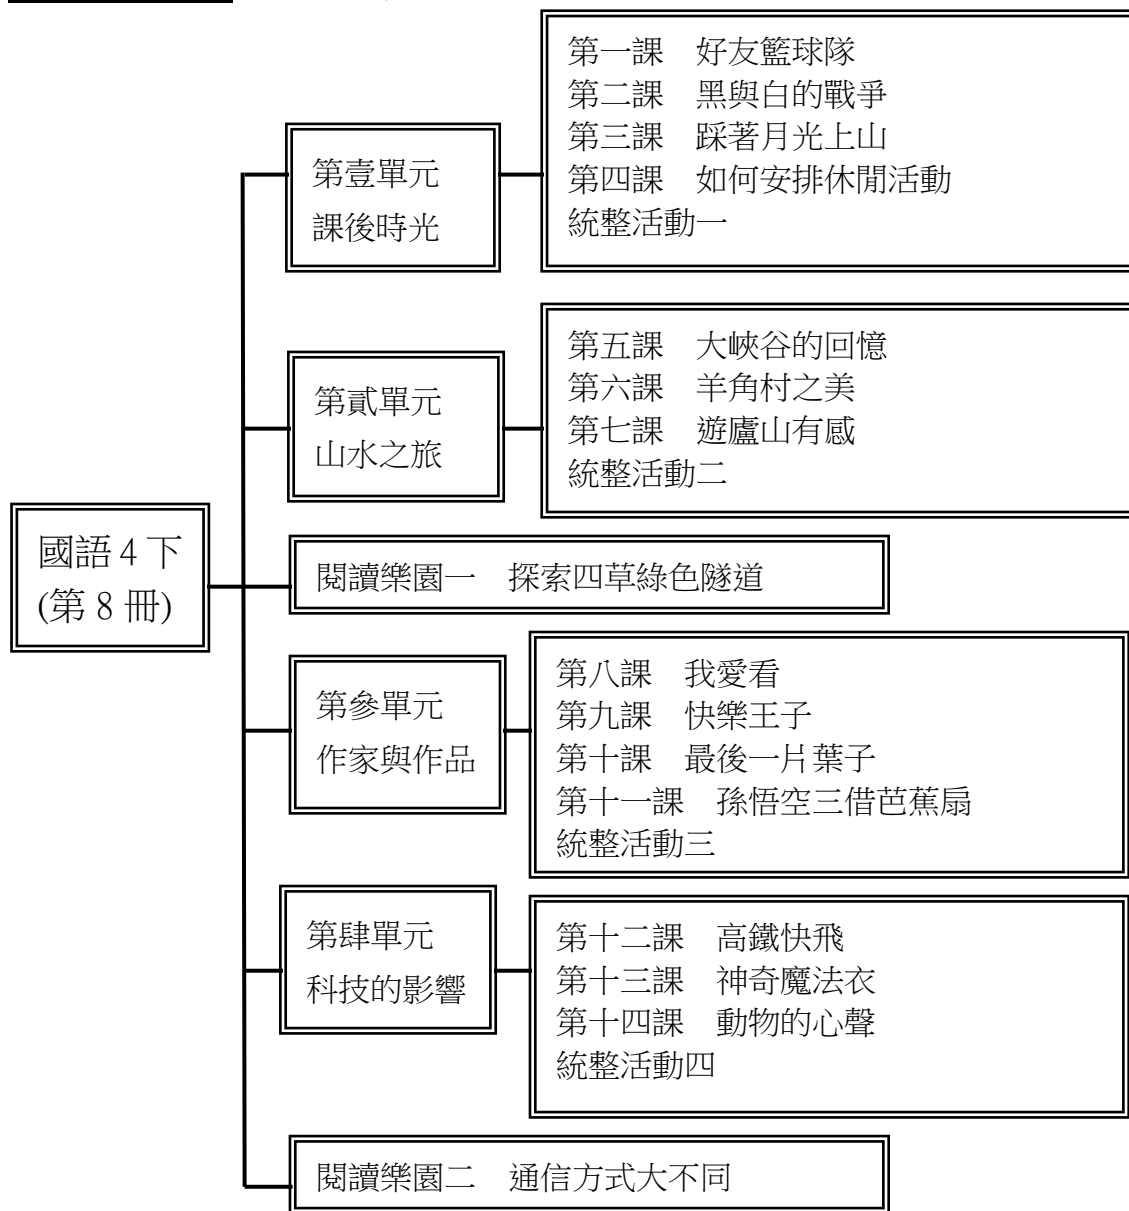 國語 4 下
(第 8 冊)
第壹單元
課後時光
第一課　好友籃球隊
第二課　黑與白的戰爭
第三課　踩著月光上山
第四課　如何安排休閒活動
統整活動一
第貳單元
山水之旅
第五課　大峽谷的回憶
第六課　羊角村之美
第七課　遊廬山有感
統整活動二
閱讀樂園一　探索四草綠色隧道
第參單元
作家與作品
第八課　我愛看
第九課　快樂王子
第十課　最後一片葉子
第十一課　孫悟空三借芭蕉扇
統整活動三
第肆單元
科技的影響
第十二課　高鐵快飛
第十三課　神奇魔法衣
第十四課　動物的心聲
統整活動四
閱讀樂園二　通信方式大不同